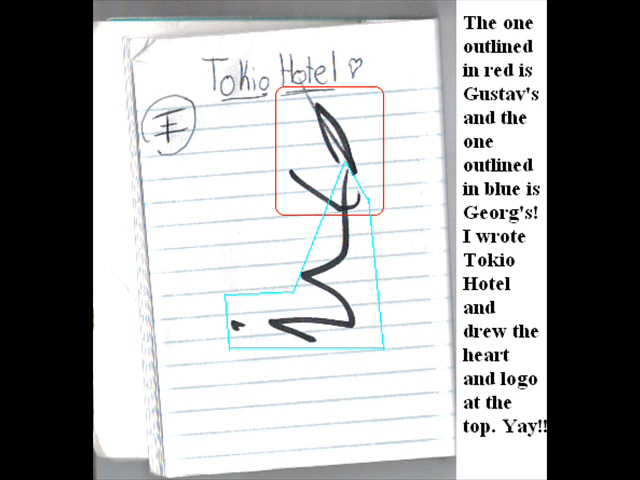 Tokio Hotel ♡
The one
outlined
in red is
Gustav's
and the
one
outlined
in blue is
Georg's!
I wrote
Tokio
Hotel
and
drew the
heart
and logo
at the
top. Yay!!